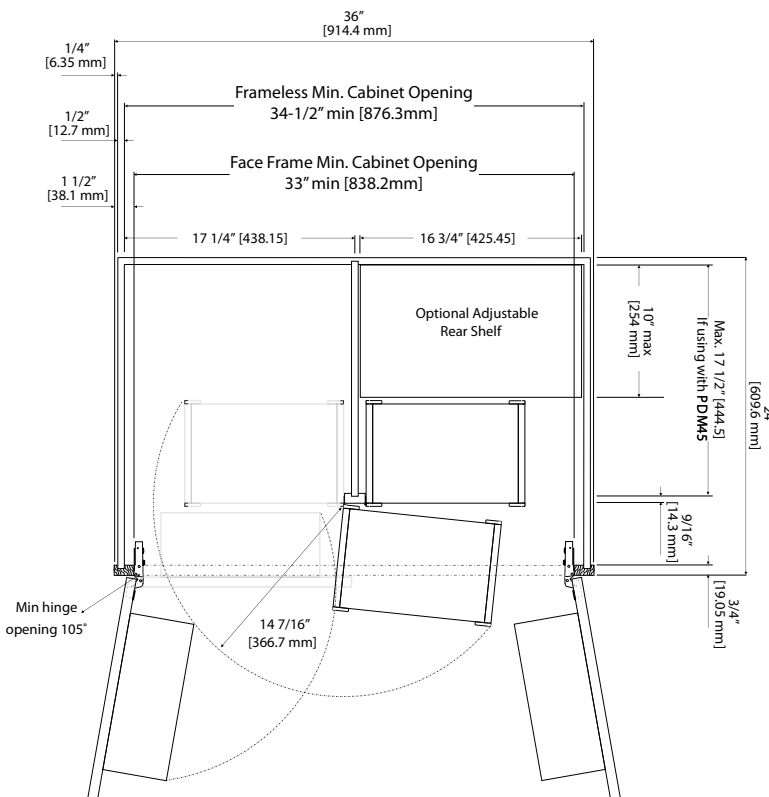 36”
[914.4 mm]
1/4”
[6.35 mm]
Frameless Min. Cabinet Opening
34-1/2” min [876.3mm]
1/2”
[12.7 mm]
Face Frame Min. Cabinet Opening
33” min [838.2mm]
1 1/2”
[38.1 mm]
17 1/4” [438.15]
16 3/4” [425.45]
Optional Adjustable
Rear Shelf
10” max
[254 mm]
Max. 17 1/2” [444.5]
If using with PDM45
[609.6 mm]
9/16”
[14.3 mm]
3/4”
[19.05 mm]
Min hinge
opening 105°
14 7/16”
[366.7 mm]